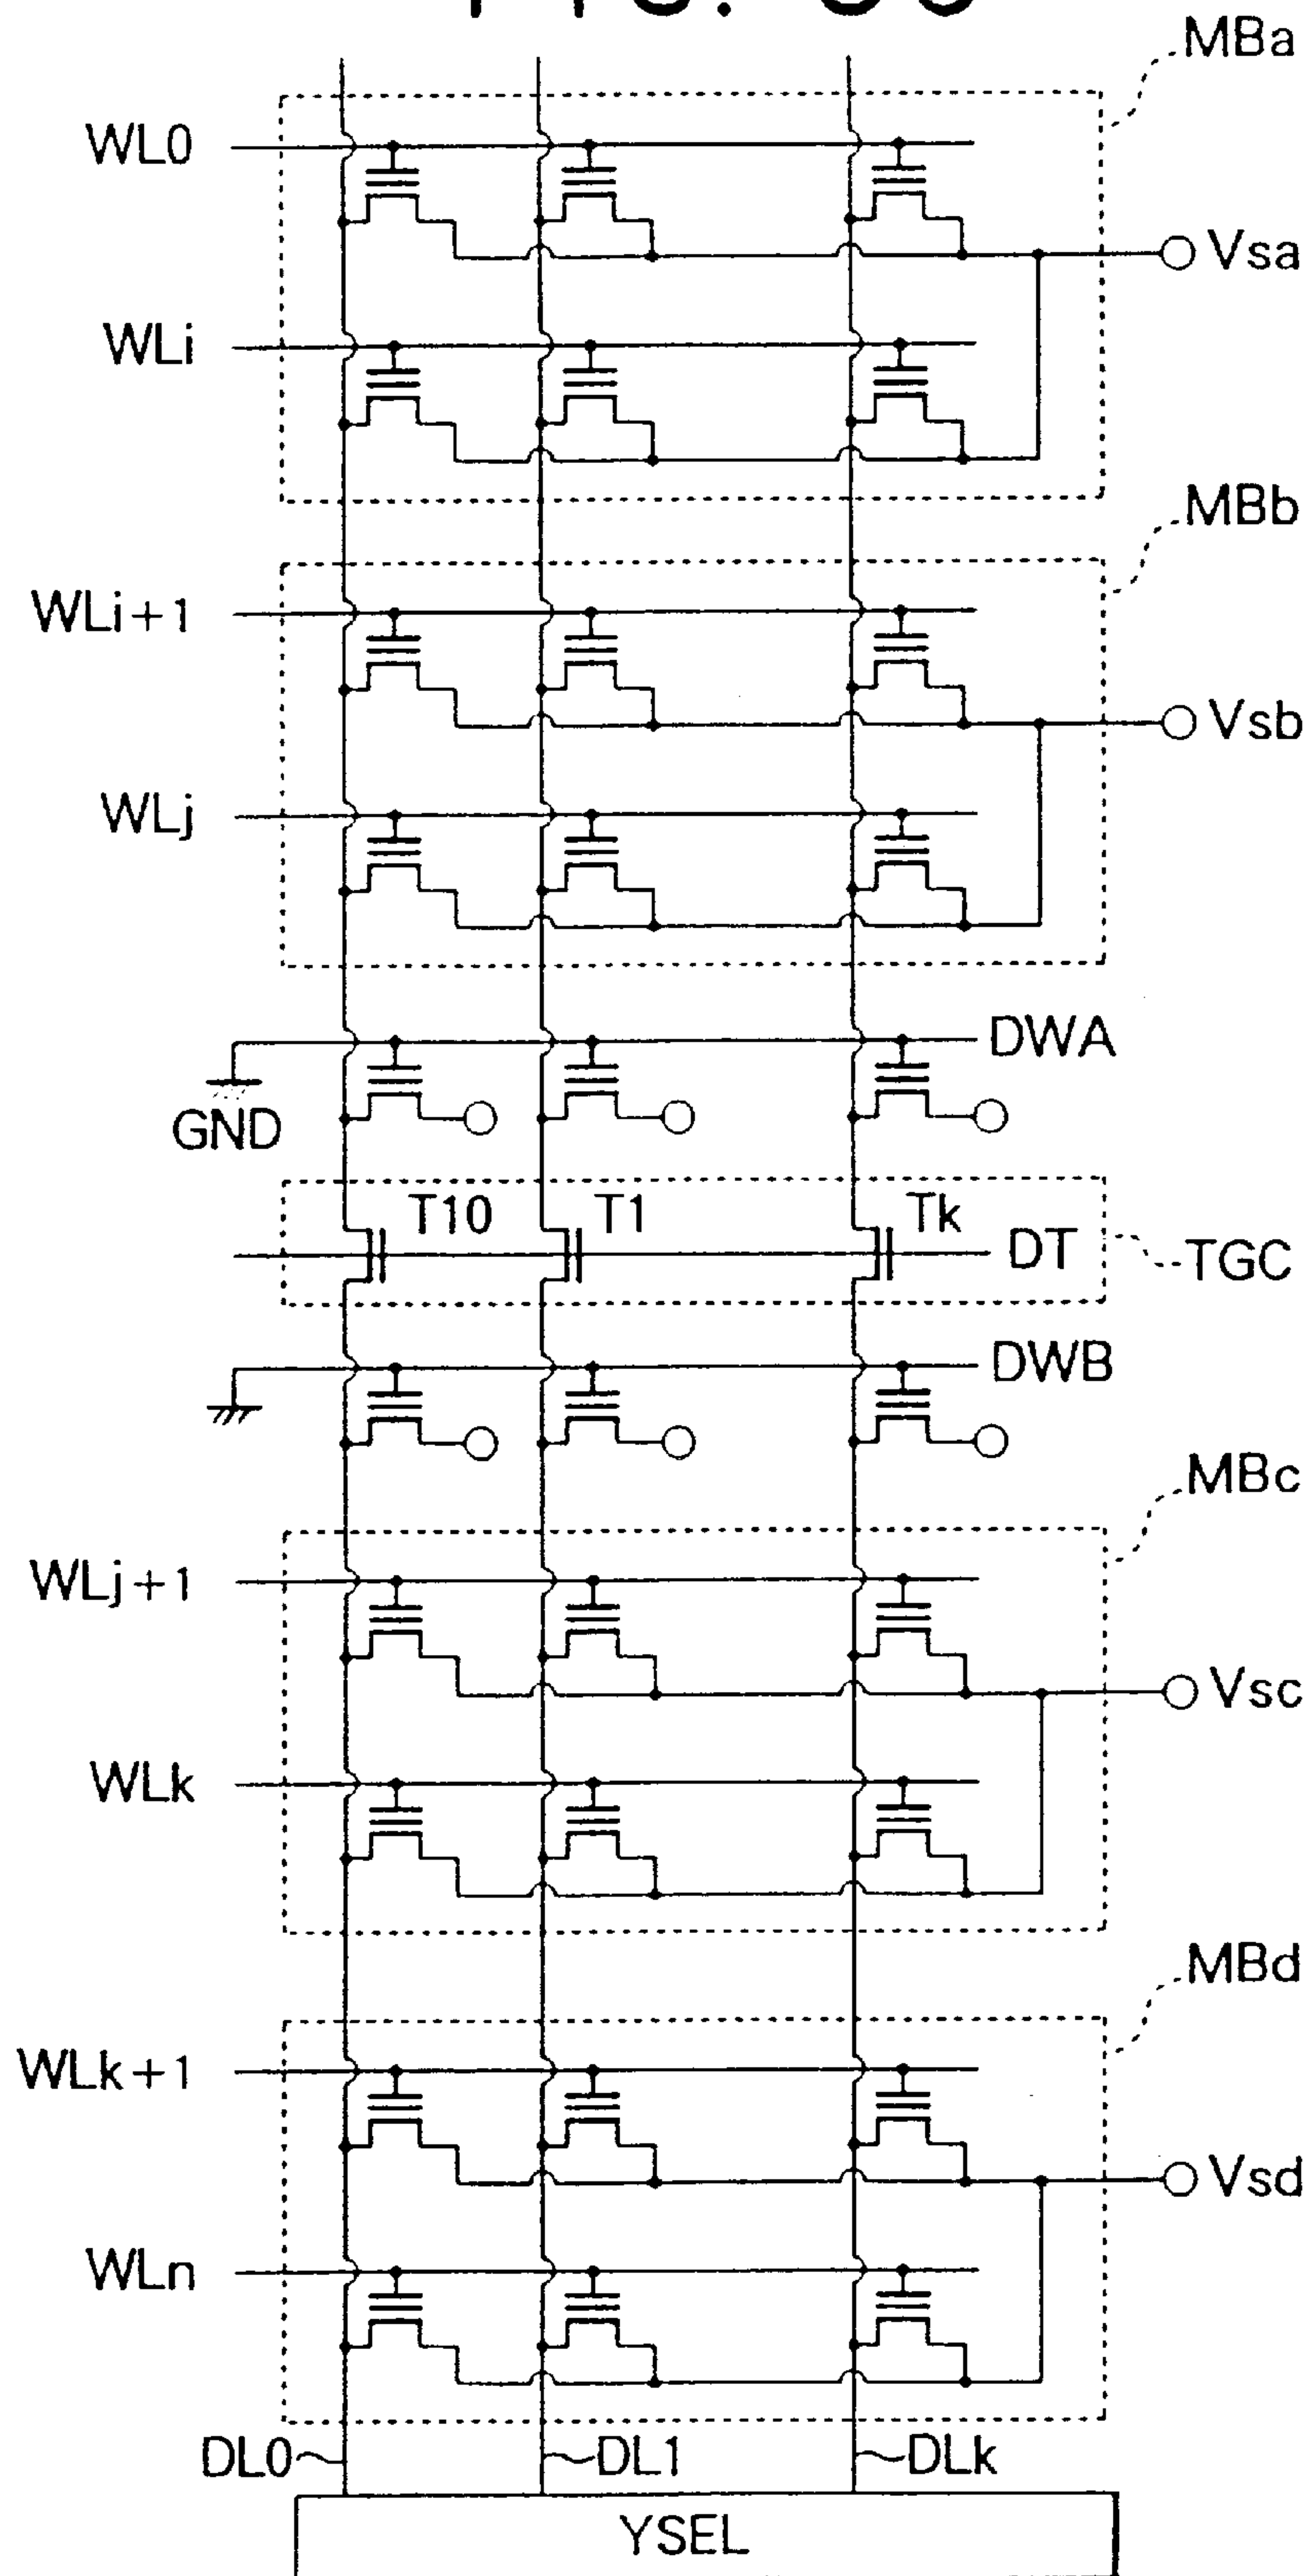 MBa
WL0
Vsa
WLi
MBb
WLi+1
Vsb
WLj
DWA
GND
T10 T1 Tk
DT
TGC
DWB
MBc
WLj+1
Vsc
WLk
MBd
WLk+1
Vsd
WLn
DL0 DL1 DLk
YSEL